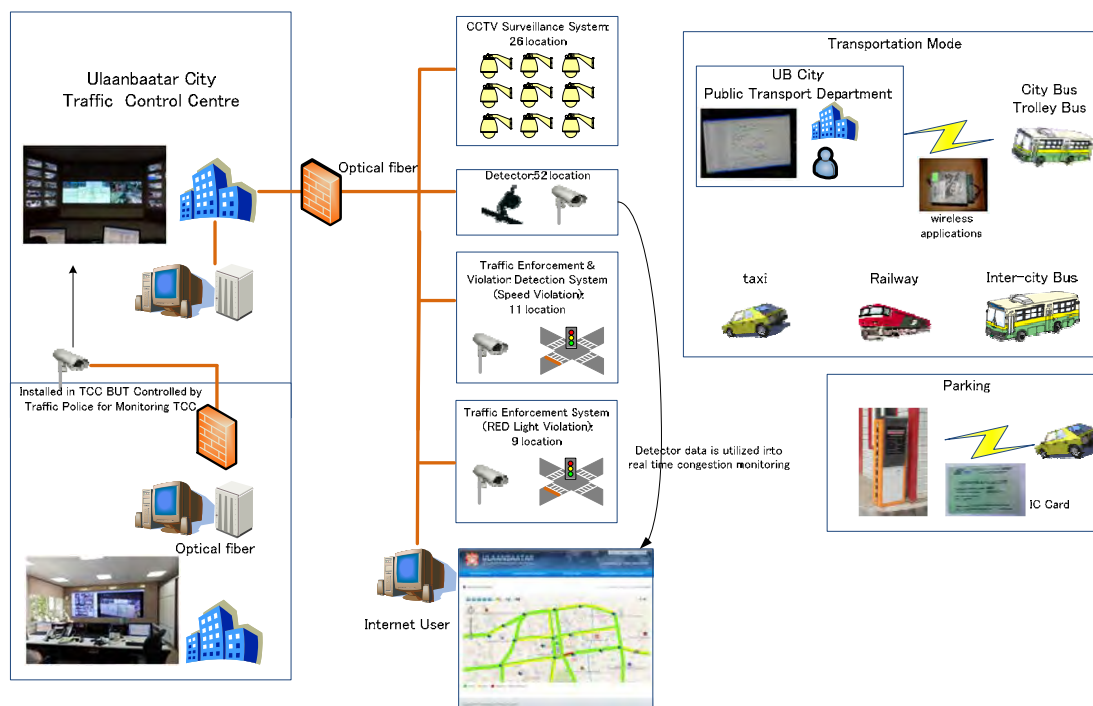 Ulaanbaatar City
Traffic Control Centre
Installed in TCC BUT Controlled by
Traffic Police for Monitoring TCC
Optical fiber
Optical fiber
CCTV Surveillance System:
26 location
Detector:52 location
Traffic Enforcement &
Violation Detection System
(Speed Violation):
11 location
Traffic Enforcement System
(RED Light Violation):
9 location
Internet User
ULAANBAATAR
Detector data is utilized into
real time congestion monitoring
Transportation Mode
UB City
Public Transport Department
City Bus
Trolley Bus
wireless
applications
taxi
Railway
Inter-city Bus
Parking
IC Card